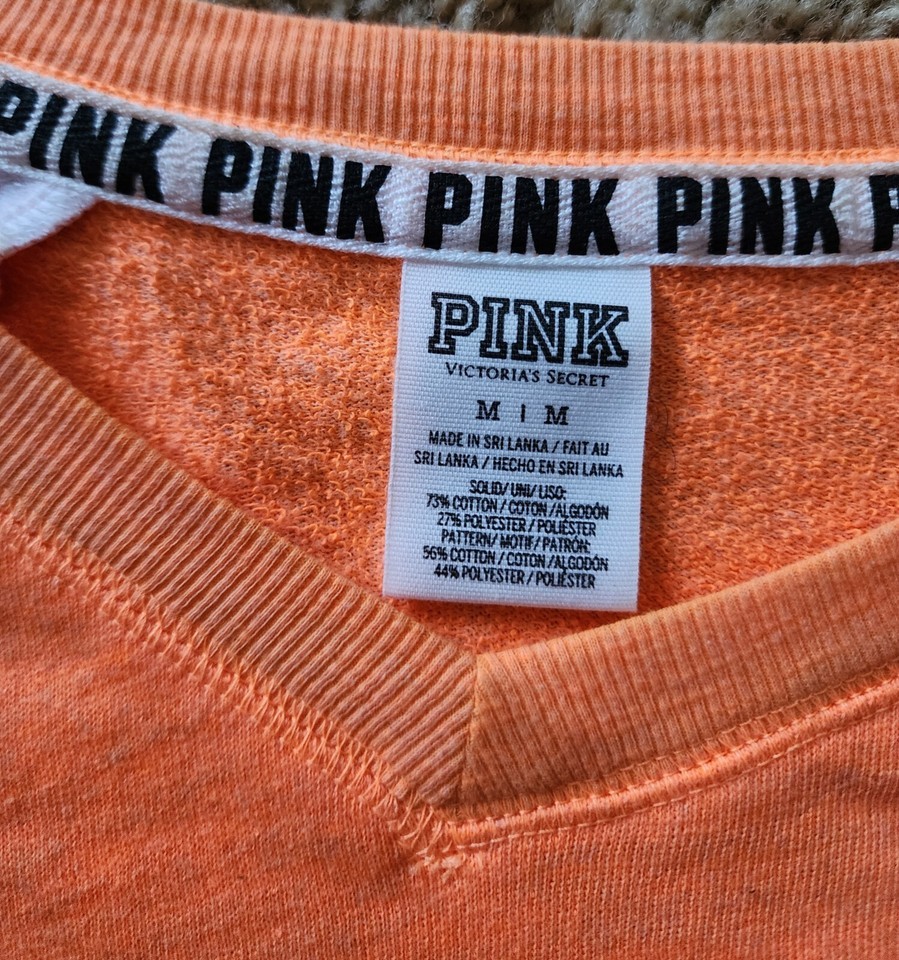 PINK PINK PINK PINK P
PINK
VICTORIA'S SECRET
M | M
MADE IN SRI LANKA / FAIT AU
SRI LANKA / HECHO EN SRI LANKA
SOLID/ UNI/ LISO:
73% COTTON / COTON /ALGODÓN
27% POLYESTER / POLIÉSTER
PATTERN/ MOTIF/ PATRÓN:
56% COTTON / COTON /ALGODÓN
44% POLYESTER / POLIÉSTER